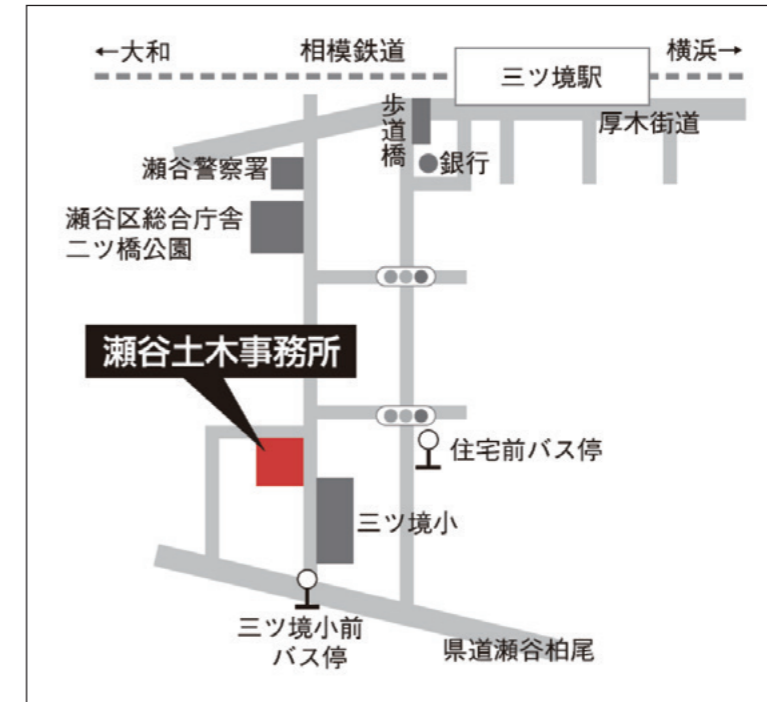 ←大和
相模鉄道
横浜→
三ツ境駅
歩道橋
厚木街道
銀行
瀬谷警察署
瀬谷区総合庁舎
二ツ橋公園
瀬谷土木事務所
住宅前バス停
三ツ境小
三ツ境小前
バス停
県道瀬谷柏尾